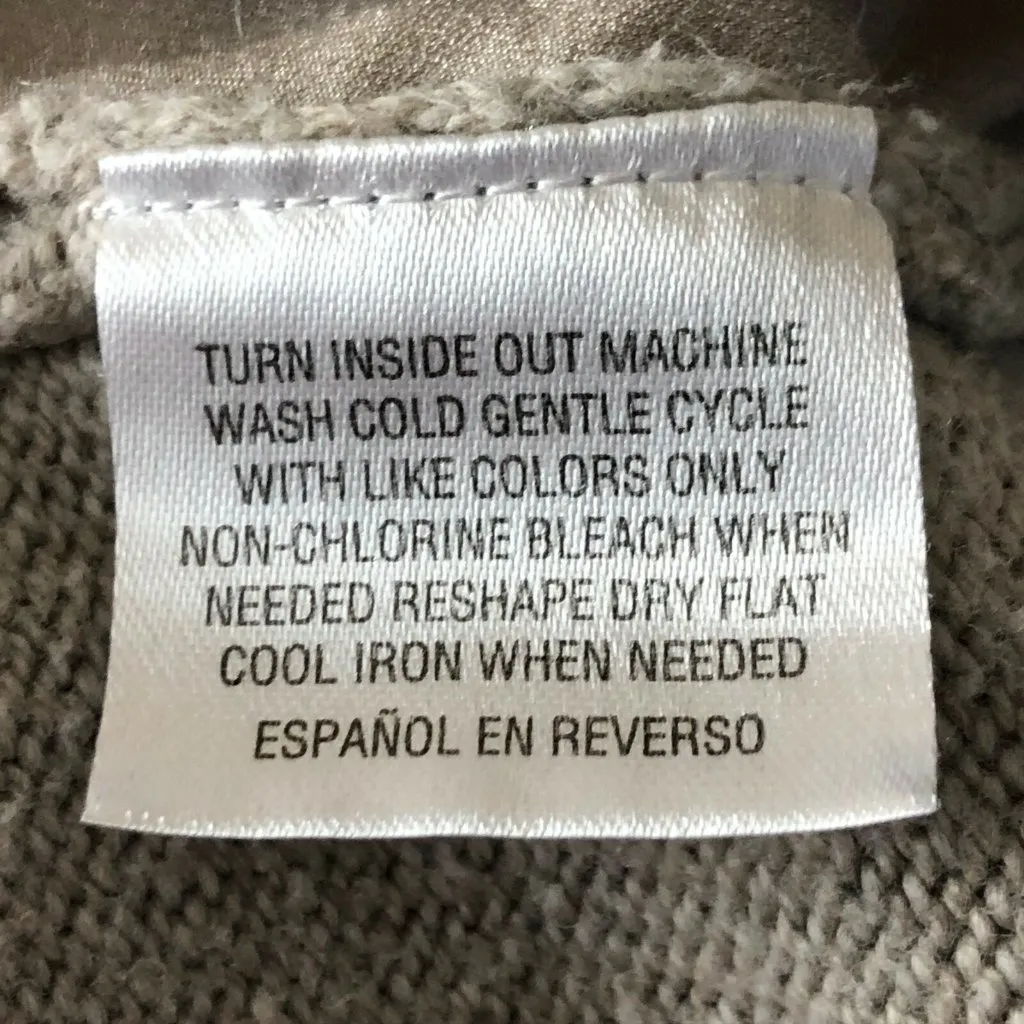 TURN INSIDE OUT MACHINE
WASH COLD GENTLE CYCLE
WITH LIKE COLORS ONLY
NON-CHLORINE BLEACH WHEN
NEEDED RESHAPE DRY FLAT
COOL IRON WHEN NEEDED
ESPAÑOL EN REVERSO